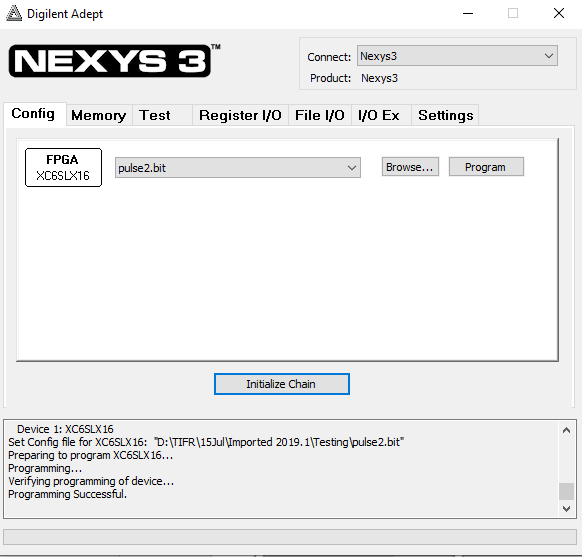 Digilent Adept
NEXYS 3™
Connect: Nexys3
Product: Nexys3
Config Memory Test Register I/O File I/O I/O Ex Settings
FPGA
XC6SLX16
pulse2.bit Browse... Program
Initialize Chain
Device 1: XC6SLX16
Set Config file for XC6SLX16: "D:\TIFR\15Jul\Imported 2019.1\Testing\pulse2.bit"
Preparing to program XC6SLX16...
Programming...
Verifying programming of device...
Programming Successful.